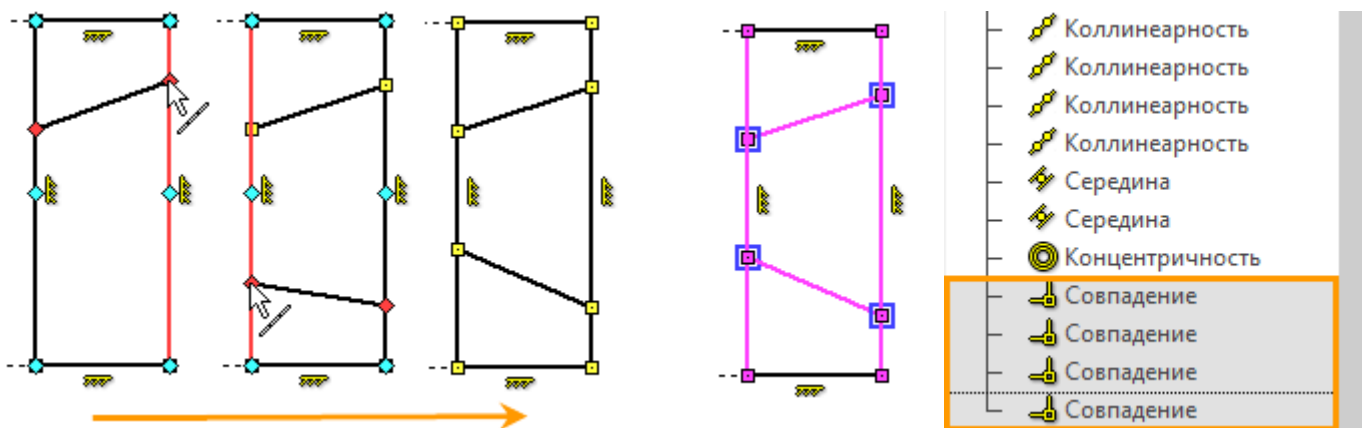 Коллинеарность
Коллинеарность
Коллинеарность
Коллинеарность
Середина
Середина
Концентричность
Совпадение
Совпадение
Совпадение
Совпадение